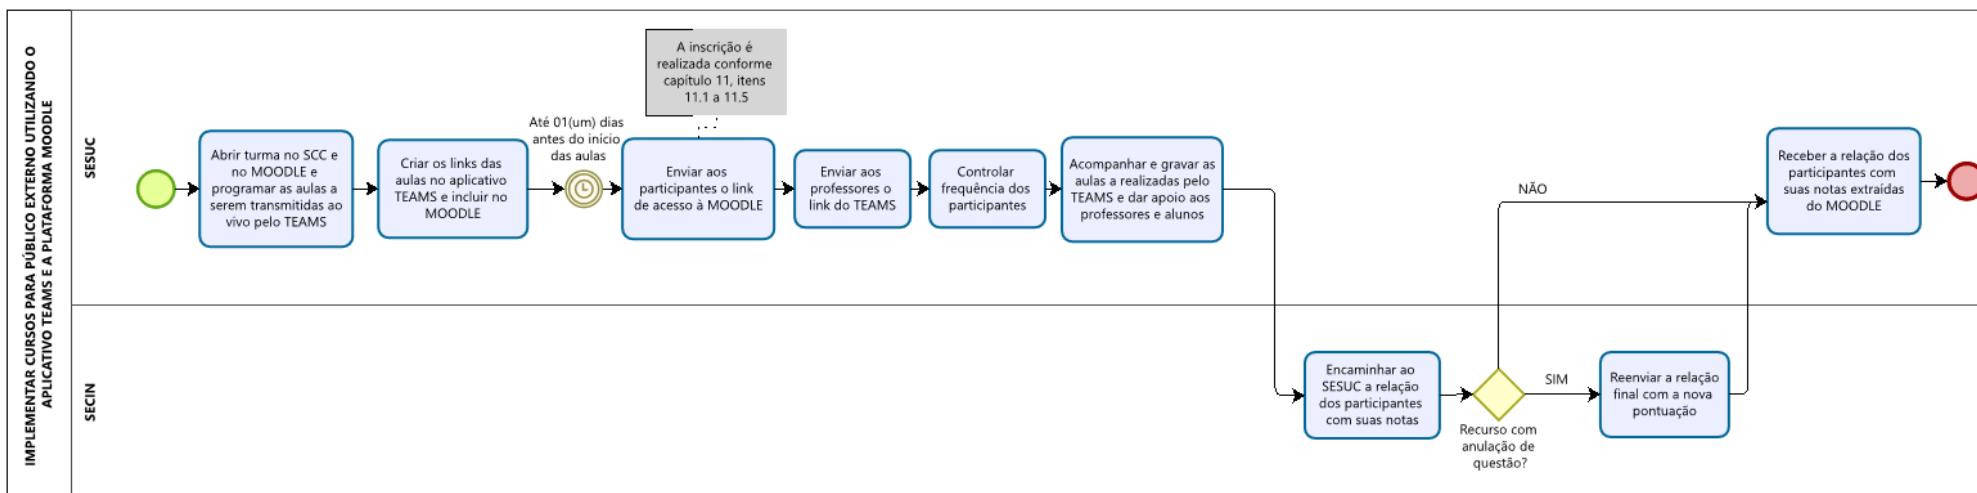 IMPLEMENTAR CURSOS PARA PÚBLICO EXTERNO UTILIZANDO O
APLICATIVO TEAMS E A PLATAFORMA MOODLE
SESUC
Abrir turma no SCC e
no MOODLE e
programar as aulas a
serem transmitidas ao
vivo pelo TEAMS
Criar os links das
aulas no aplicativo
TEAMS e incluir no
MOODLE
Até 01(um) dias
antes do início
das aulas
A inscrição é
realizada conforme
capítulo 11, itens
11.1 a 11.5
Enviar aos
participantes o link
de acesso à MOODLE
Enviar aos
professores o
link do TEAMS
Controlar
frequência dos
participantes
Acompanhar e gravar as
aulas a realizadas pelo
TEAMS e dar apoio aos
professores e alunos
NÃO
Receber a relação dos
participantes com
suas notas extraídas
do MOODLE
SECIN
Encaminhar ao
SESUC a relação
dos participantes
com suas notas
Recurso com
anulação de
questão?
SIM
Reenviar a relação
final com a nova
pontuação